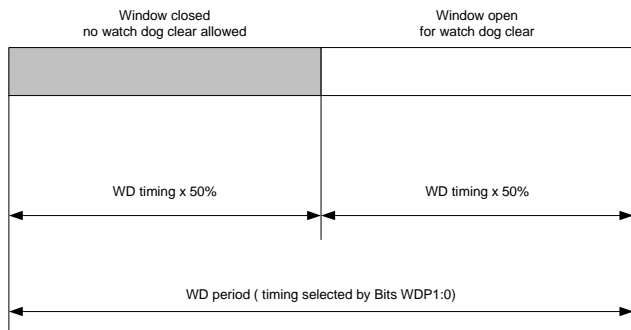 Window closed
no watch dog clear allowed
Window open
for watch dog clear
WD timing x 50%
WD timing x 50%
WD period ( timing selected by Bits WDP1:0)